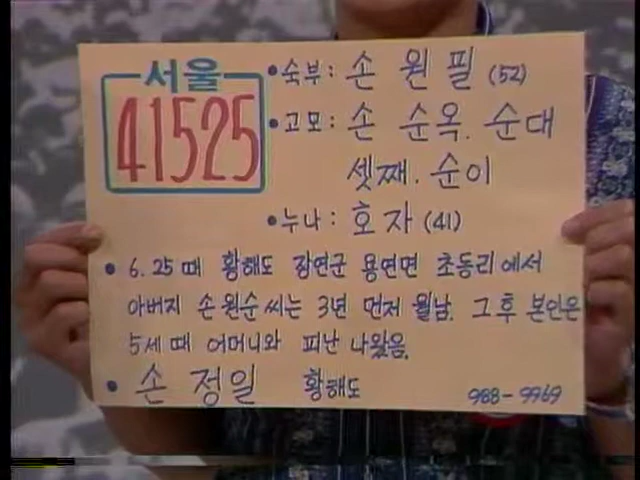 서울
41525
• 숙부: 손 원 필 (52)
• 고모: 손 순옥. 순대
셋째. 순이
• 누나: 호자 (41)
• 6. 25때 황해도 장연군 용연면 초동리에서
아버지 손원순씨는 3년 먼저 월남. 그후 본인은
5세때 어머니와 피난 나왔음.
• 손 정일 황해도 988-9969